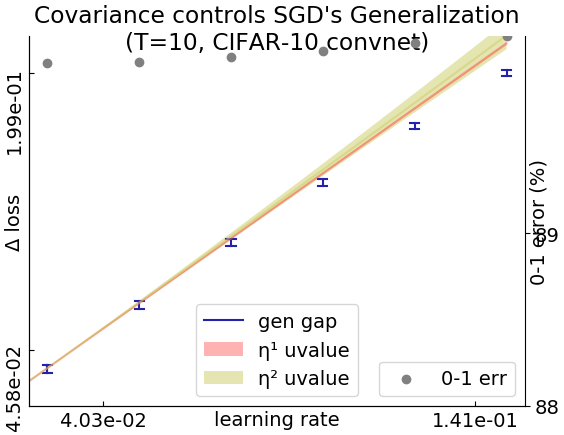 Covariance controls SGD's Generalization
(T=10, CIFAR-10 convnet)
1.99e-01
Δ loss
4.58e-02
0-1 error (%)
89
88
gen gap
η¹ uvalue
η² uvalue
0-1 err
4.03e-02
learning rate
1.41e-01